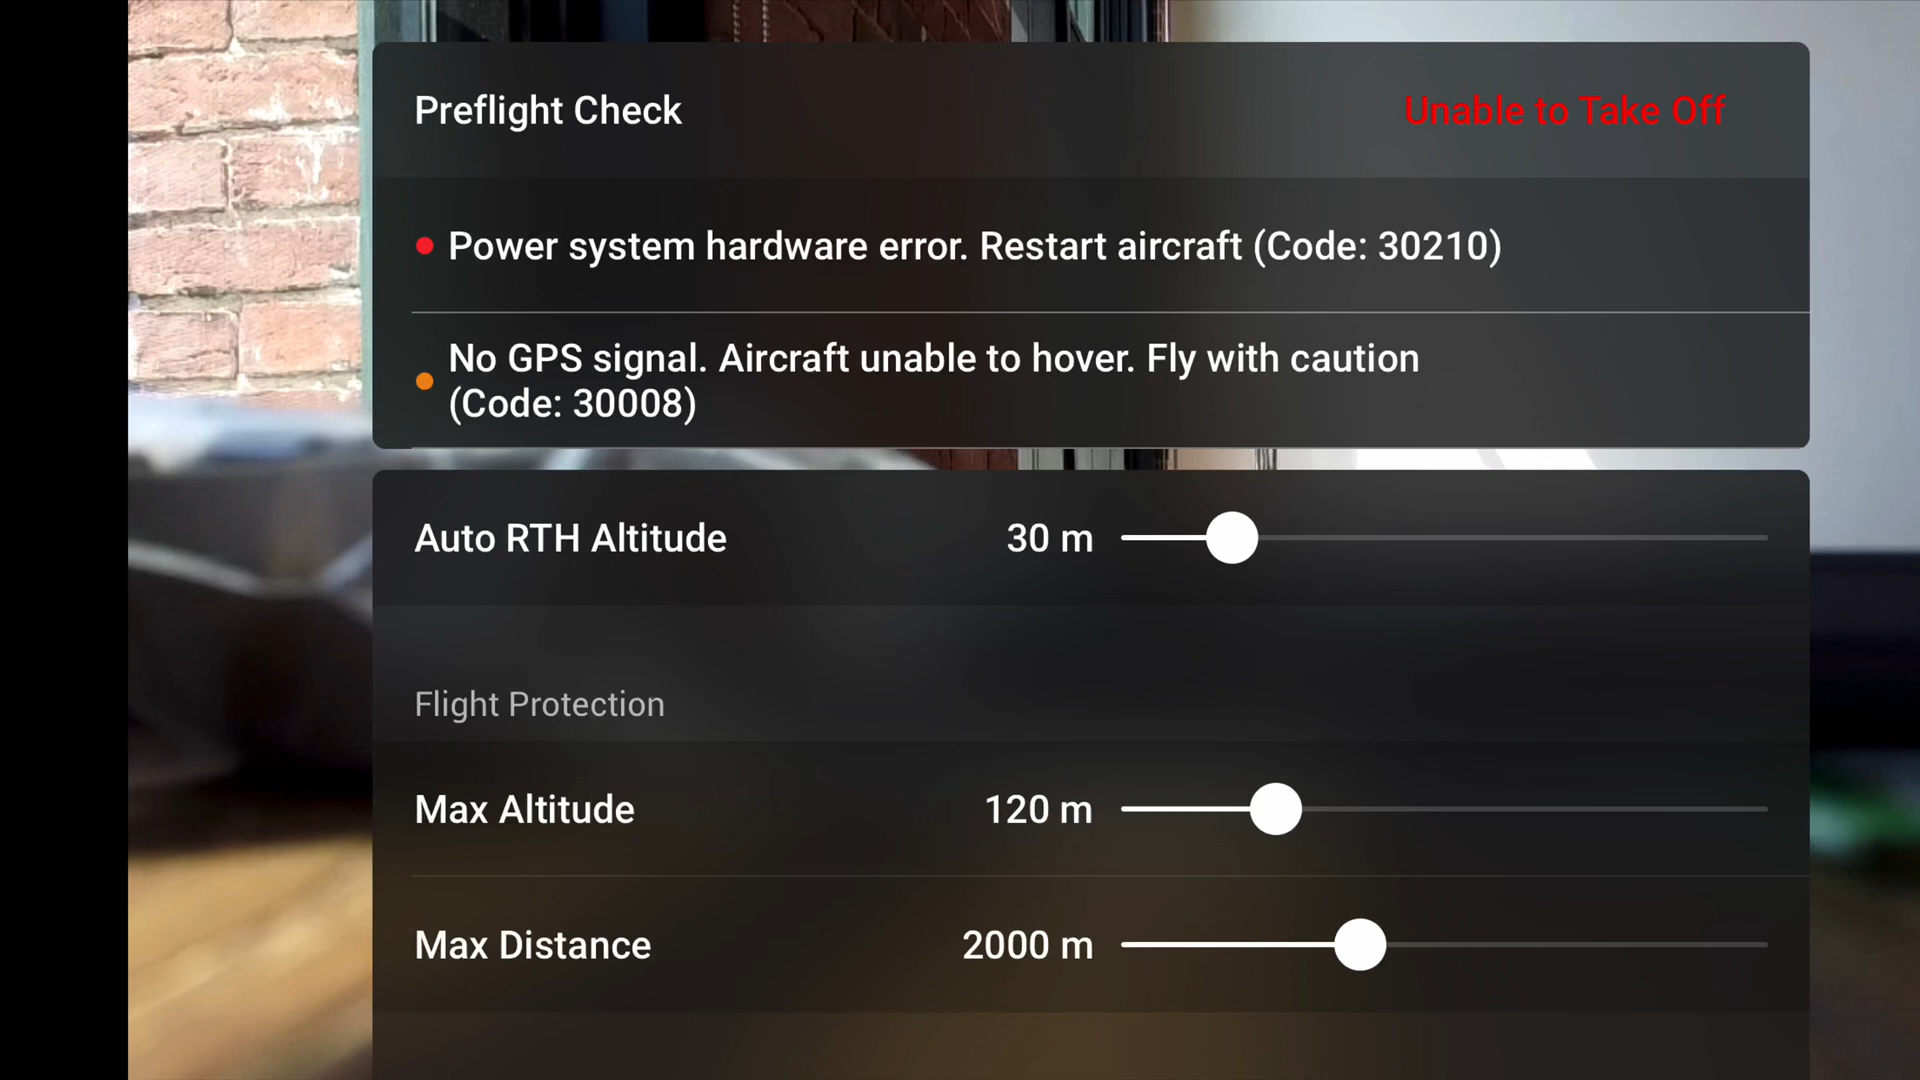 Preflight Check
Unable to Take Off
Power system hardware error. Restart aircraft (Code: 30210)
No GPS signal. Aircraft unable to hover. Fly with caution
(Code: 30008)
Auto RTH Altitude
30 m
Flight Protection
Max Altitude
120 m
Max Distance
2000 m